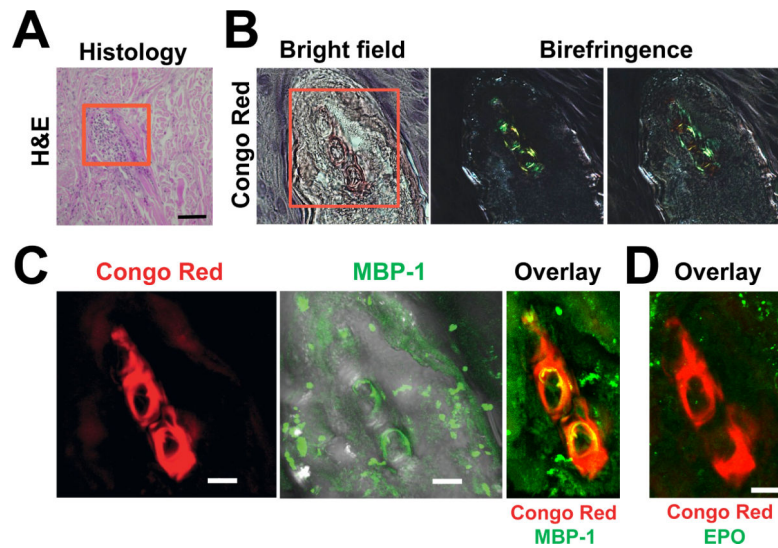 A
Histology
H&E
B
Bright field
Birefringence
Congo Red
C
Congo Red
MBP-1
Overlay
D
Overlay
Congo Red
MBP-1
Congo Red
EPO